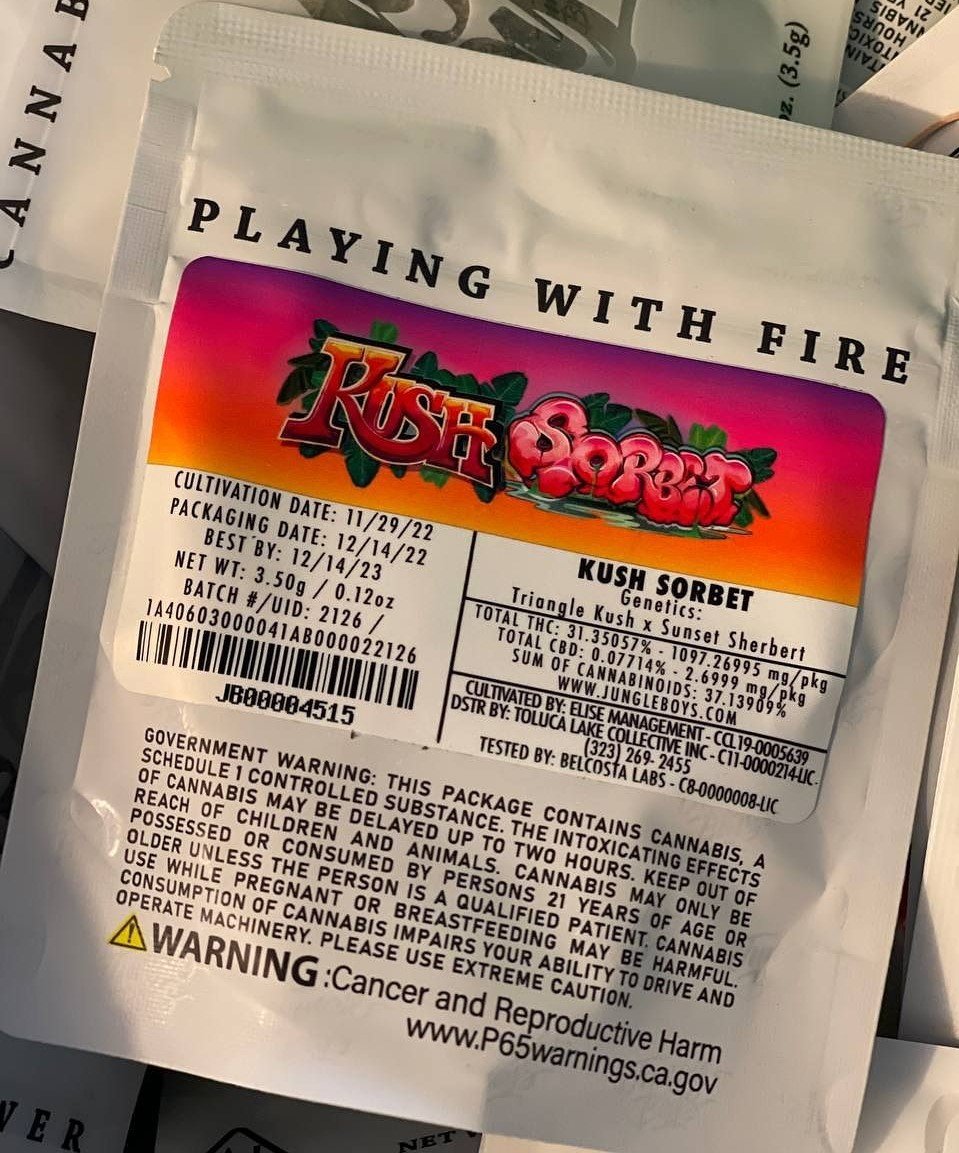 CANNAB
z. (3.5g)
PLAYING WITH FIRE
KUSH SORBET
CULTIVATION DATE: 11/29/22
PACKAGING DATE: 12/14/22
BEST BY: 12/14/23
NET WT: 3.50g / 0.12oz
BATCH #/UID: 2126 /
1A40603000041AB000022126
JB00004515
KUSH SORBET
Genetics:
Triangle Kush x Sunset Sherbert
TOTAL THC: 31.35057% - 1097.26995 mg/pkg
TOTAL CBD: 0.07714% - 2.6999 mg/pkg
SUM OF CANNABINOIDS: 37.13909%
WWW.JUNGLEBOYS.COM
CULTIVATED BY: ELISE MANAGEMENT - CCL19-0005639
DSTR BY: TOLUCA LAKE COLLECTIVE INC - C11-0000214-LIC-
(323) 269- 2455
TESTED BY: BELCOSTA LABS - C8-0000008-LIC
GOVERNMENT WARNING: THIS PACKAGE CONTAINS CANNABIS, A
SCHEDULE 1 CONTROLLED SUBSTANCE. THE INTOXICATING EFFECTS
OF CANNABIS MAY BE DELAYED UP TO TWO HOURS. KEEP OUT OF
REACH OF CHILDREN AND ANIMALS. CANNABIS MAY ONLY BE
POSSESSED OR CONSUMED BY PERSONS 21 YEARS OF AGE OR
OLDER UNLESS THE PERSON IS A QUALIFIED PATIENT. CANNABIS
USE WHILE PREGNANT OR BREASTFEEDING MAY BE HARMFUL.
CONSUMPTION OF CANNABIS IMPAIRS YOUR ABILITY TO DRIVE AND
OPERATE MACHINERY. PLEASE USE EXTREME CAUTION.
WARNING :Cancer and Reproductive Harm
www.P65warnings.ca.gov
VER
NET